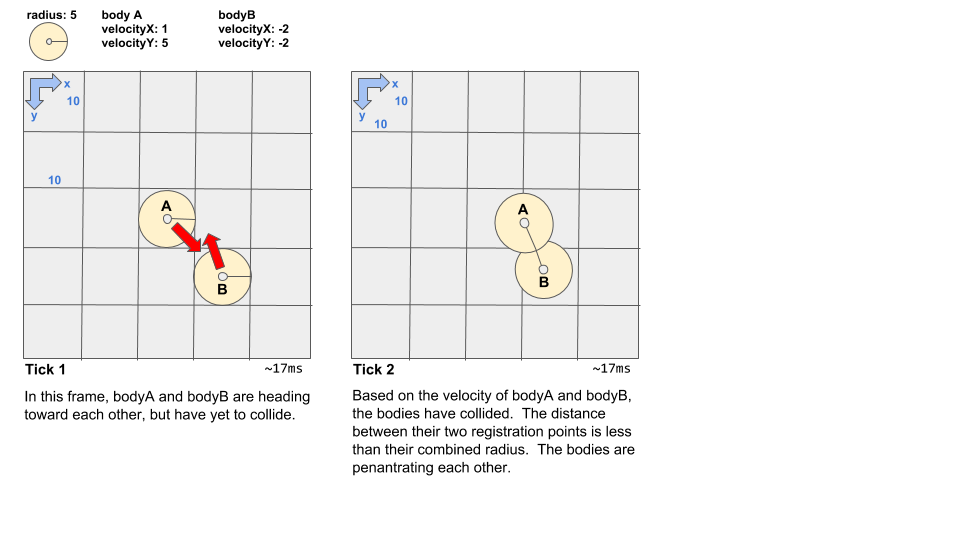 radius: 5
body A
velocityX: 1
velocityY: 5
bodyB
velocityX: -2
velocityY: -2
x
10
y
10
A
B
Tick 1
~17ms
In this frame, bodyA and bodyB are heading
toward each other, but have yet to collide.
x
10
y
10
A
B
Tick 2
~17ms
Based on the velocity of bodyA and bodyB,
the bodies have collided. The distance
between their two registration points is less
than their combined radius. The bodies are
penantrating each other.